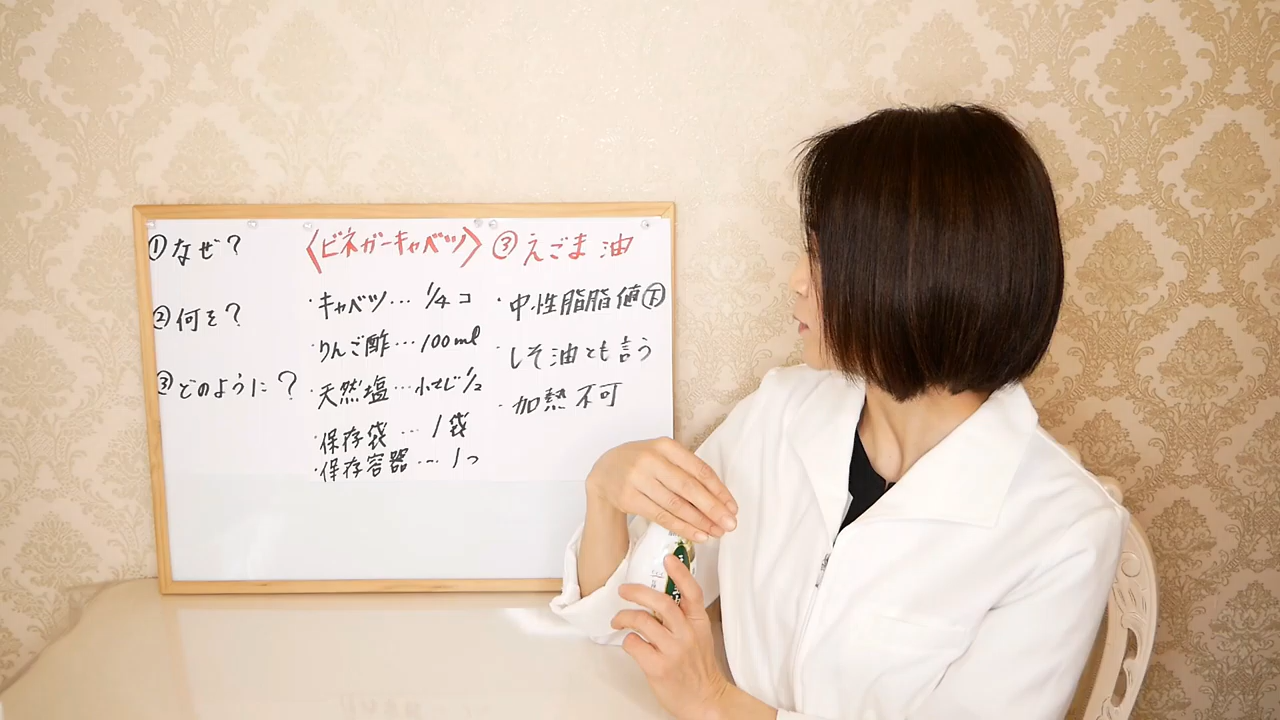 ①なぜ?
②何を?
③どのように?
〈ビネガーキャベツ〉
・キャベツ… 1/4コ
・りんご酢…100ml
・天然塩…小さじ1/2
・保存袋… 1袋
・保存容器… 1つ
③えごま油
・中性脂脂値㊦
・しそ油とも言う
・加熱不可